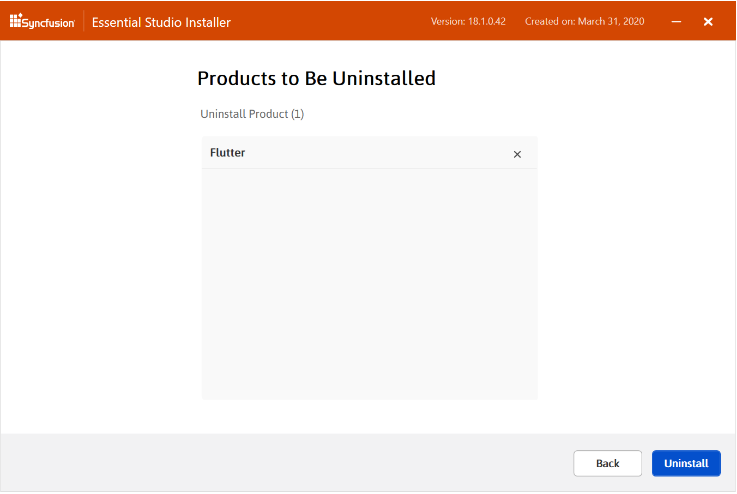 Syncfusion Essential Studio Installer Version: 18.1.0.42 Created on: March 31, 2020
Products to Be Uninstalled
Uninstall Product (1)
Flutter
Back Uninstall